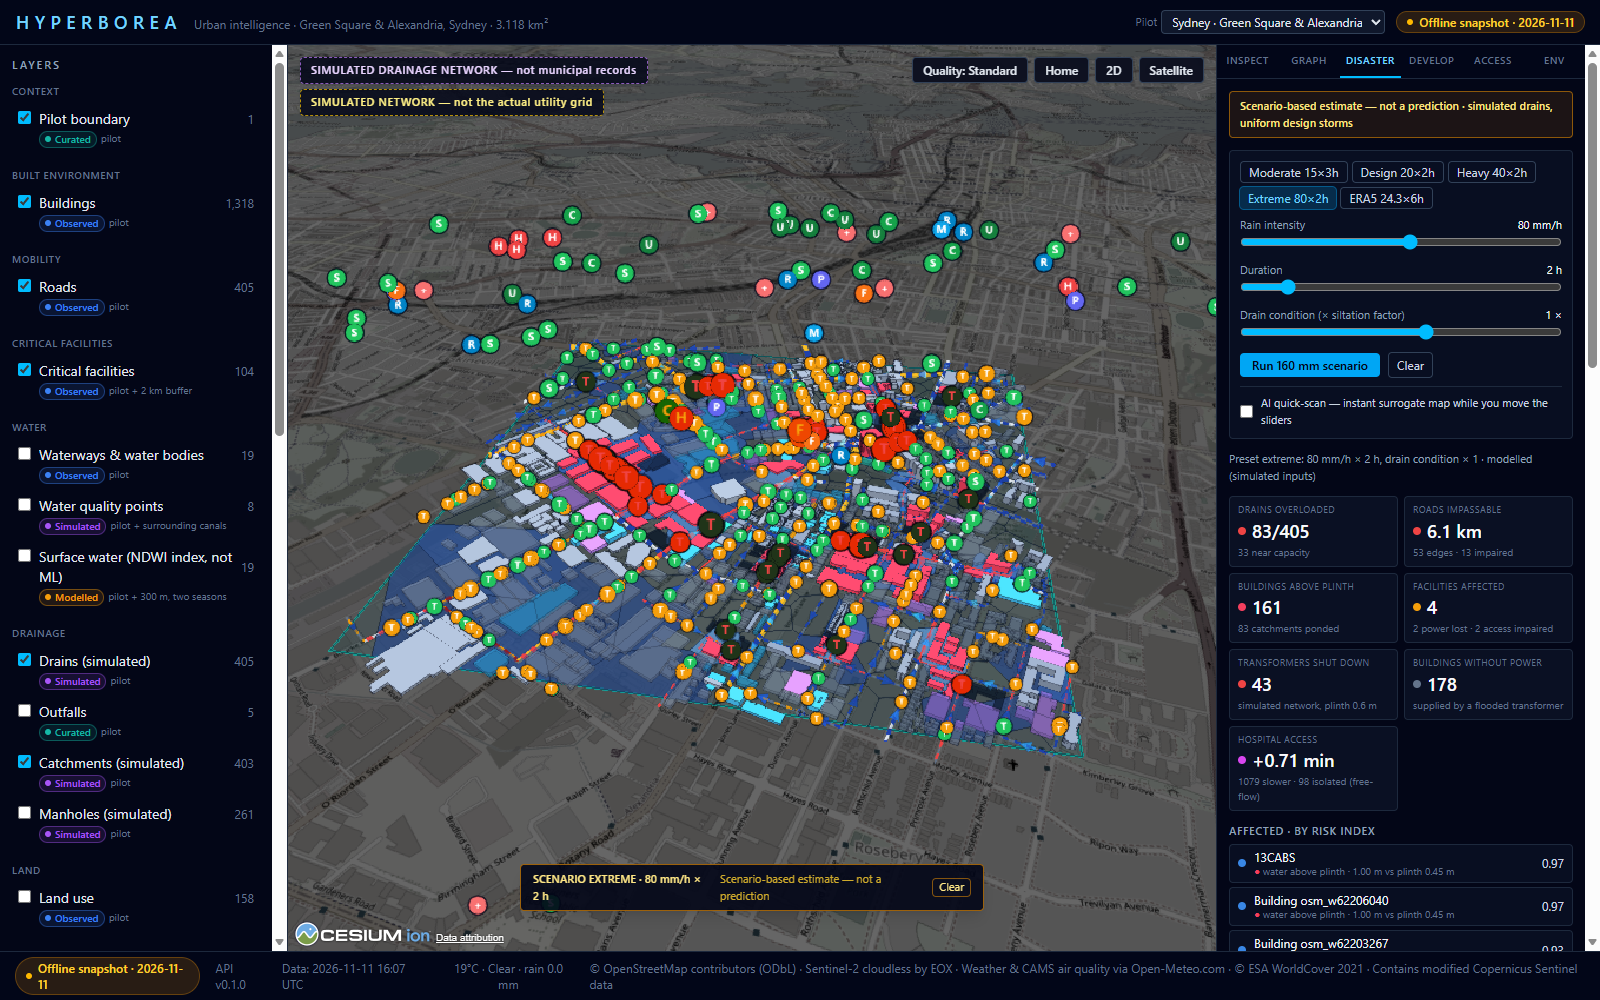 HYPERBOREA
Urban intelligence · Green Square & Alexandria, Sydney · 3.118 km²
Pilot
Sydney · Green Square & Alexandria
Offline snapshot · 2026-11-11
LAYERS
CONTEXT
Pilot boundary 1
Curated pilot
BUILT ENVIRONMENT
Buildings 1,318
Observed pilot
MOBILITY
Roads 405
Observed pilot
CRITICAL FACILITIES
Critical facilities 104
Observed pilot + 2 km buffer
WATER
Waterways & water bodies 19
Observed pilot
Water quality points 8
Simulated pilot + surrounding canals
Surface water (NDWI index, not
ML) 19
Modelled pilot + 300 m, two seasons
DRAINAGE
Drains (simulated) 405
Simulated pilot
Outfalls 5
Curated pilot
Catchments (simulated) 403
Simulated pilot
Manholes (simulated) 261
Simulated pilot
LAND
Land use 158
Observed pilot
SIMULATED DRAINAGE NETWORK — not municipal records
SIMULATED NETWORK — not the actual utility grid
Quality: Standard
Home
2D
Satellite
Rosebery
SCENARIO EXTREME · 80 mm/h ×
2 h
Scenario-based estimate — not a
prediction
Clear
CESIUM ion
Data attribution
INSPECT GRAPH DISASTER DEVELOP ACCESS ENV
Scenario-based estimate — not a prediction · simulated drains,
uniform design storms
Moderate 15×3h
Design 20×2h
Heavy 40×2h
Extreme 80×2h
ERA5 24.3×6h
Rain intensity 80 mm/h
Duration 2 h
Drain condition (× siltation factor) 1 ×
Run 160 mm scenario
Clear
AI quick-scan — instant surrogate map while you move the
sliders
Preset extreme: 80 mm/h × 2 h, drain condition × 1 · modelled
(simulated inputs)
DRAINS OVERLOADED
83/405
33 near capacity
ROADS IMPASSABLE
6.1 km
53 edges · 13 impaired
BUILDINGS ABOVE PLINTH
161
83 catchments ponded
FACILITIES AFFECTED
4
2 power lost · 2 access impaired
TRANSFORMERS SHUT DOWN
43
simulated network, plinth 0.6 m
BUILDINGS WITHOUT POWER
178
supplied by a flooded transformer
HOSPITAL ACCESS
+0.71 min
1079 slower · 98 isolated (free-
flow)
AFFECTED · BY RISK INDEX
13CABS 0.97
water above plinth · 1.00 m vs plinth 0.45 m
Building osm_w62206040 0.97
water above plinth · 1.00 m vs plinth 0.45 m
Building osm_w62203267
Offline snapshot · 2026-11-
11
API
v0.1.0
Data: 2026-11-11 16:07
UTC
19°C · Clear · rain 0.0
mm
© OpenStreetMap contributors (ODbL) · Sentinel-2 cloudless by EOX · Weather & CAMS air quality via Open-Meteo.com · © ESA WorldCover 2021 · Contains modified Copernicus Sentinel
data